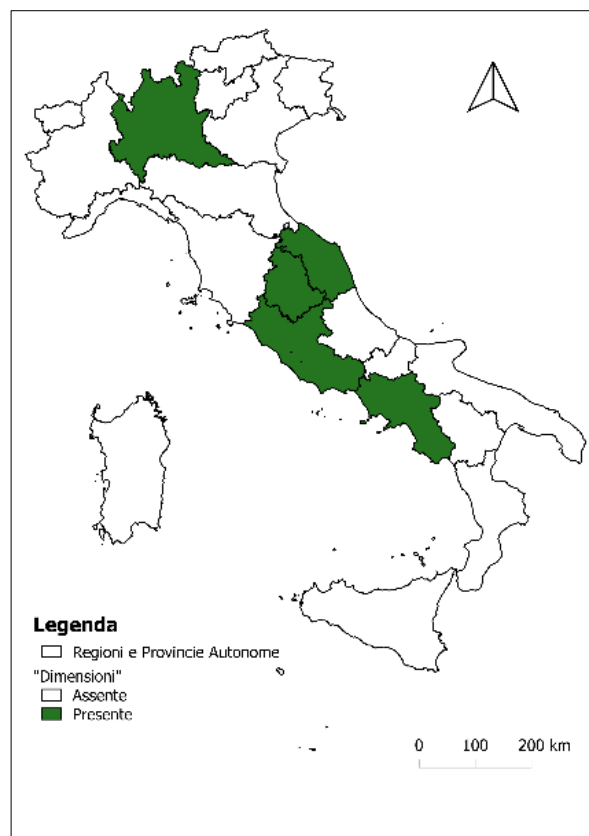 Legenda
Regioni e Provincie Autonome
"Dimensioni"
Assente
Presente
0 100 200 km